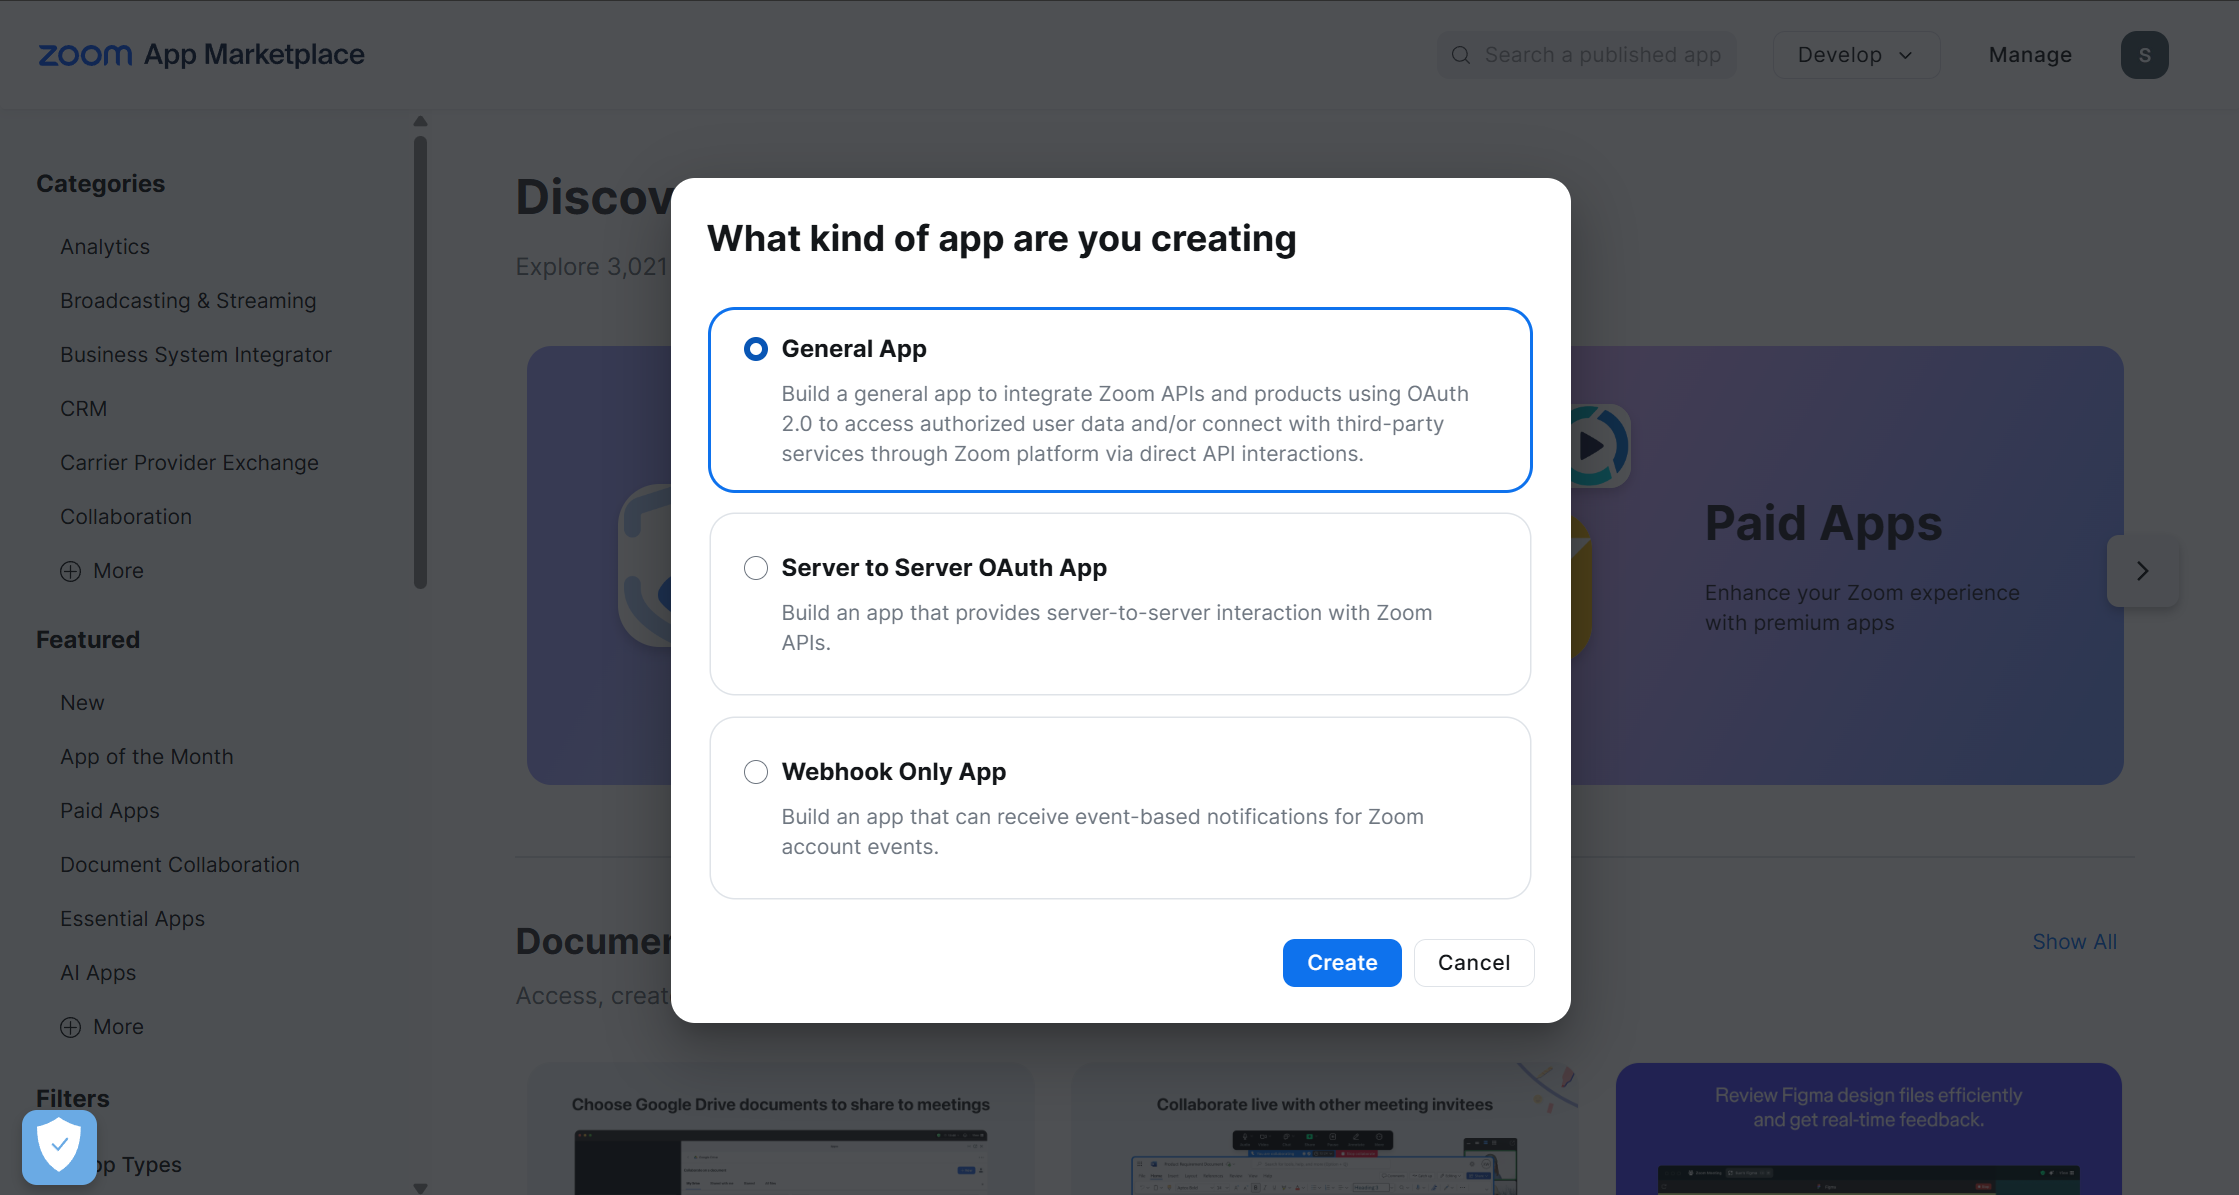 zoom App Marketplace
Search a published app
Develop
Manage
S
Categories
Analytics
Broadcasting & Streaming
Business System Integrator
CRM
Carrier Provider Exchange
Collaboration
More
Featured
New
App of the Month
Paid Apps
Document Collaboration
Essential Apps
AI Apps
More
Filters
pp Types
Discov
Explore 3,021
What kind of app are you creating
General App
Build a general app to integrate Zoom APIs and products using OAuth
2.0 to access authorized user data and/or connect with third-party
services through Zoom platform via direct API interactions.
Server to Server OAuth App
Build an app that provides server-to-server interaction with Zoom
APIs.
Webhook Only App
Build an app that can receive event-based notifications for Zoom
account events.
Create
Cancel
Paid Apps
Enhance your Zoom experience
with premium apps
Documen
Show All
Access, creat
Choose Google Drive documents to share to meetings
Collaborate live with other meeting invitees
Review Figma design files efficiently
and get real-time feedback.